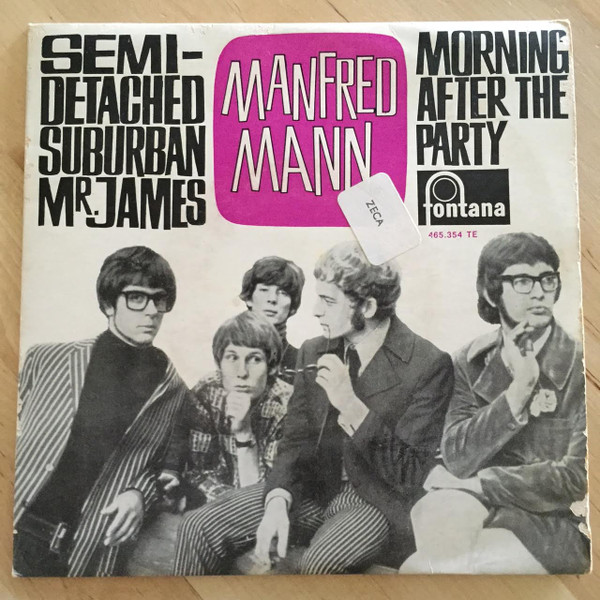 SEMI-
DETACHED
SUBURBAN
MR. JAMES
MANFRED
MANN
MORNING
AFTER THE
PARTY
fontana
465.354 TE
ZECA